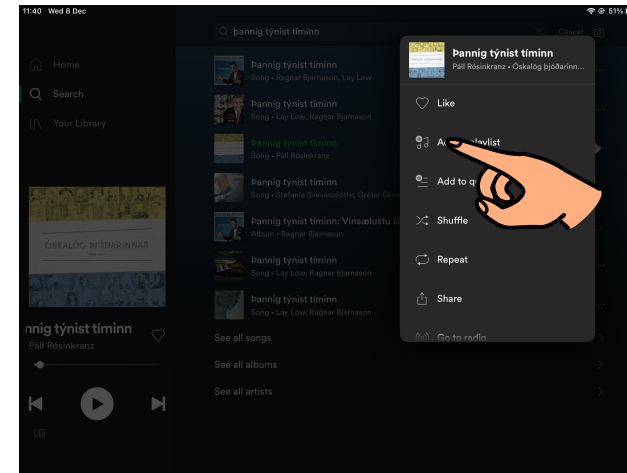 11:40 Wed 8 Dec
51%
þannig týnist tíminn
Cancel
Home
Search
Your Library
Þannig týnist tíminn
Song • Ragnar Bjarnason, Lay Low
Þannig týnist tíminn
Song • Lay Low, Ragnar Bjarnason
Þannig týnist tíminn
Song • Páll Rósinkranz
Þannig týnist tíminn
Song • Stefanía Svavarsdóttir, Grétar Örva
Þannig týnist tíminn: Vinsælustu lö
Album • Ragnar Bjarnason
Þannig týnist tíminn
Song • Lay Low, Ragnar Bjarnason
Þannig týnist tíminn
Song • Lay Low, Ragnar Bjarnason
See all songs
See all albums
See all artists
ÓSKALÖG ÞJÓÐARINNAR
nnig týnist tíminn
Páll Rósinkranz
Þannig týnist tíminn
Páll Rósinkranz • Óskalög þjóðarinn...
Like
playlist
Add to
Shuffle
Repeat
Share
Go to radio